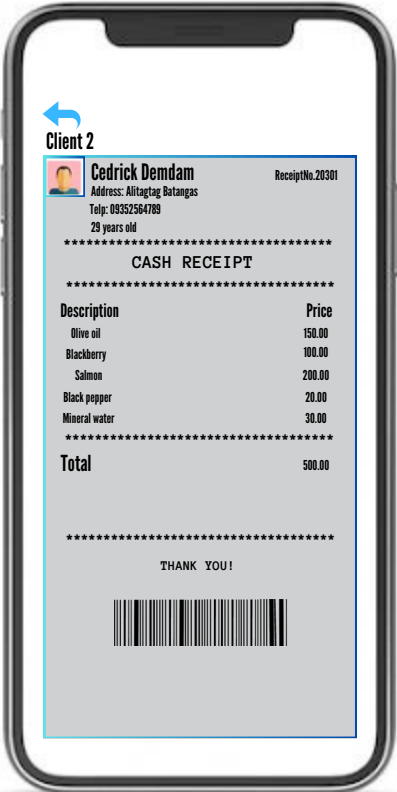 Client 2
Cedrick Demdam
ReceiptNo.20301
Address: Alitagtag Batangas
Telp: 09352564789
29 years old
************************************
CASH RECEIPT
************************************
Description Price
Olive oil 150.00
Blackberry 100.00
Salmon 200.00
Black pepper 20.00
Mineral water 30.00
************************************
Total 500.00
************************************
THANK YOU!